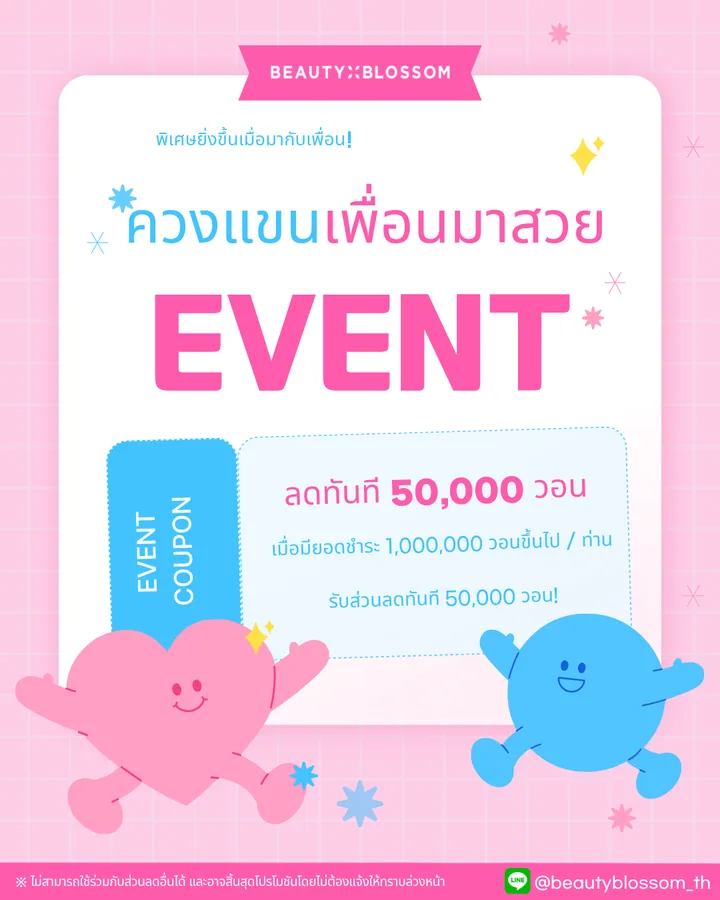 BEAUTY BLOSSOM
พิเศษยิ่งขึ้นเมื่อมากับเพื่อน!
ควงแขนเพื่อนมาสวย
EVENT
EVENT
COUPON
ลดทันที 50,000 วอน
เมื่อมียอดชำระ 1,000,000 วอนขึ้นไป / ท่าน
รับส่วนลดทันที 50,000 วอน!
※ ไม่สามารถใช้ร่วมกับส่วนลดอื่นได้ และอาจสิ้นสุดโปรโมชันโดยไม่ต้องแจ้งให้ทราบล่วงหน้า
LINE
@beautyblossom_th